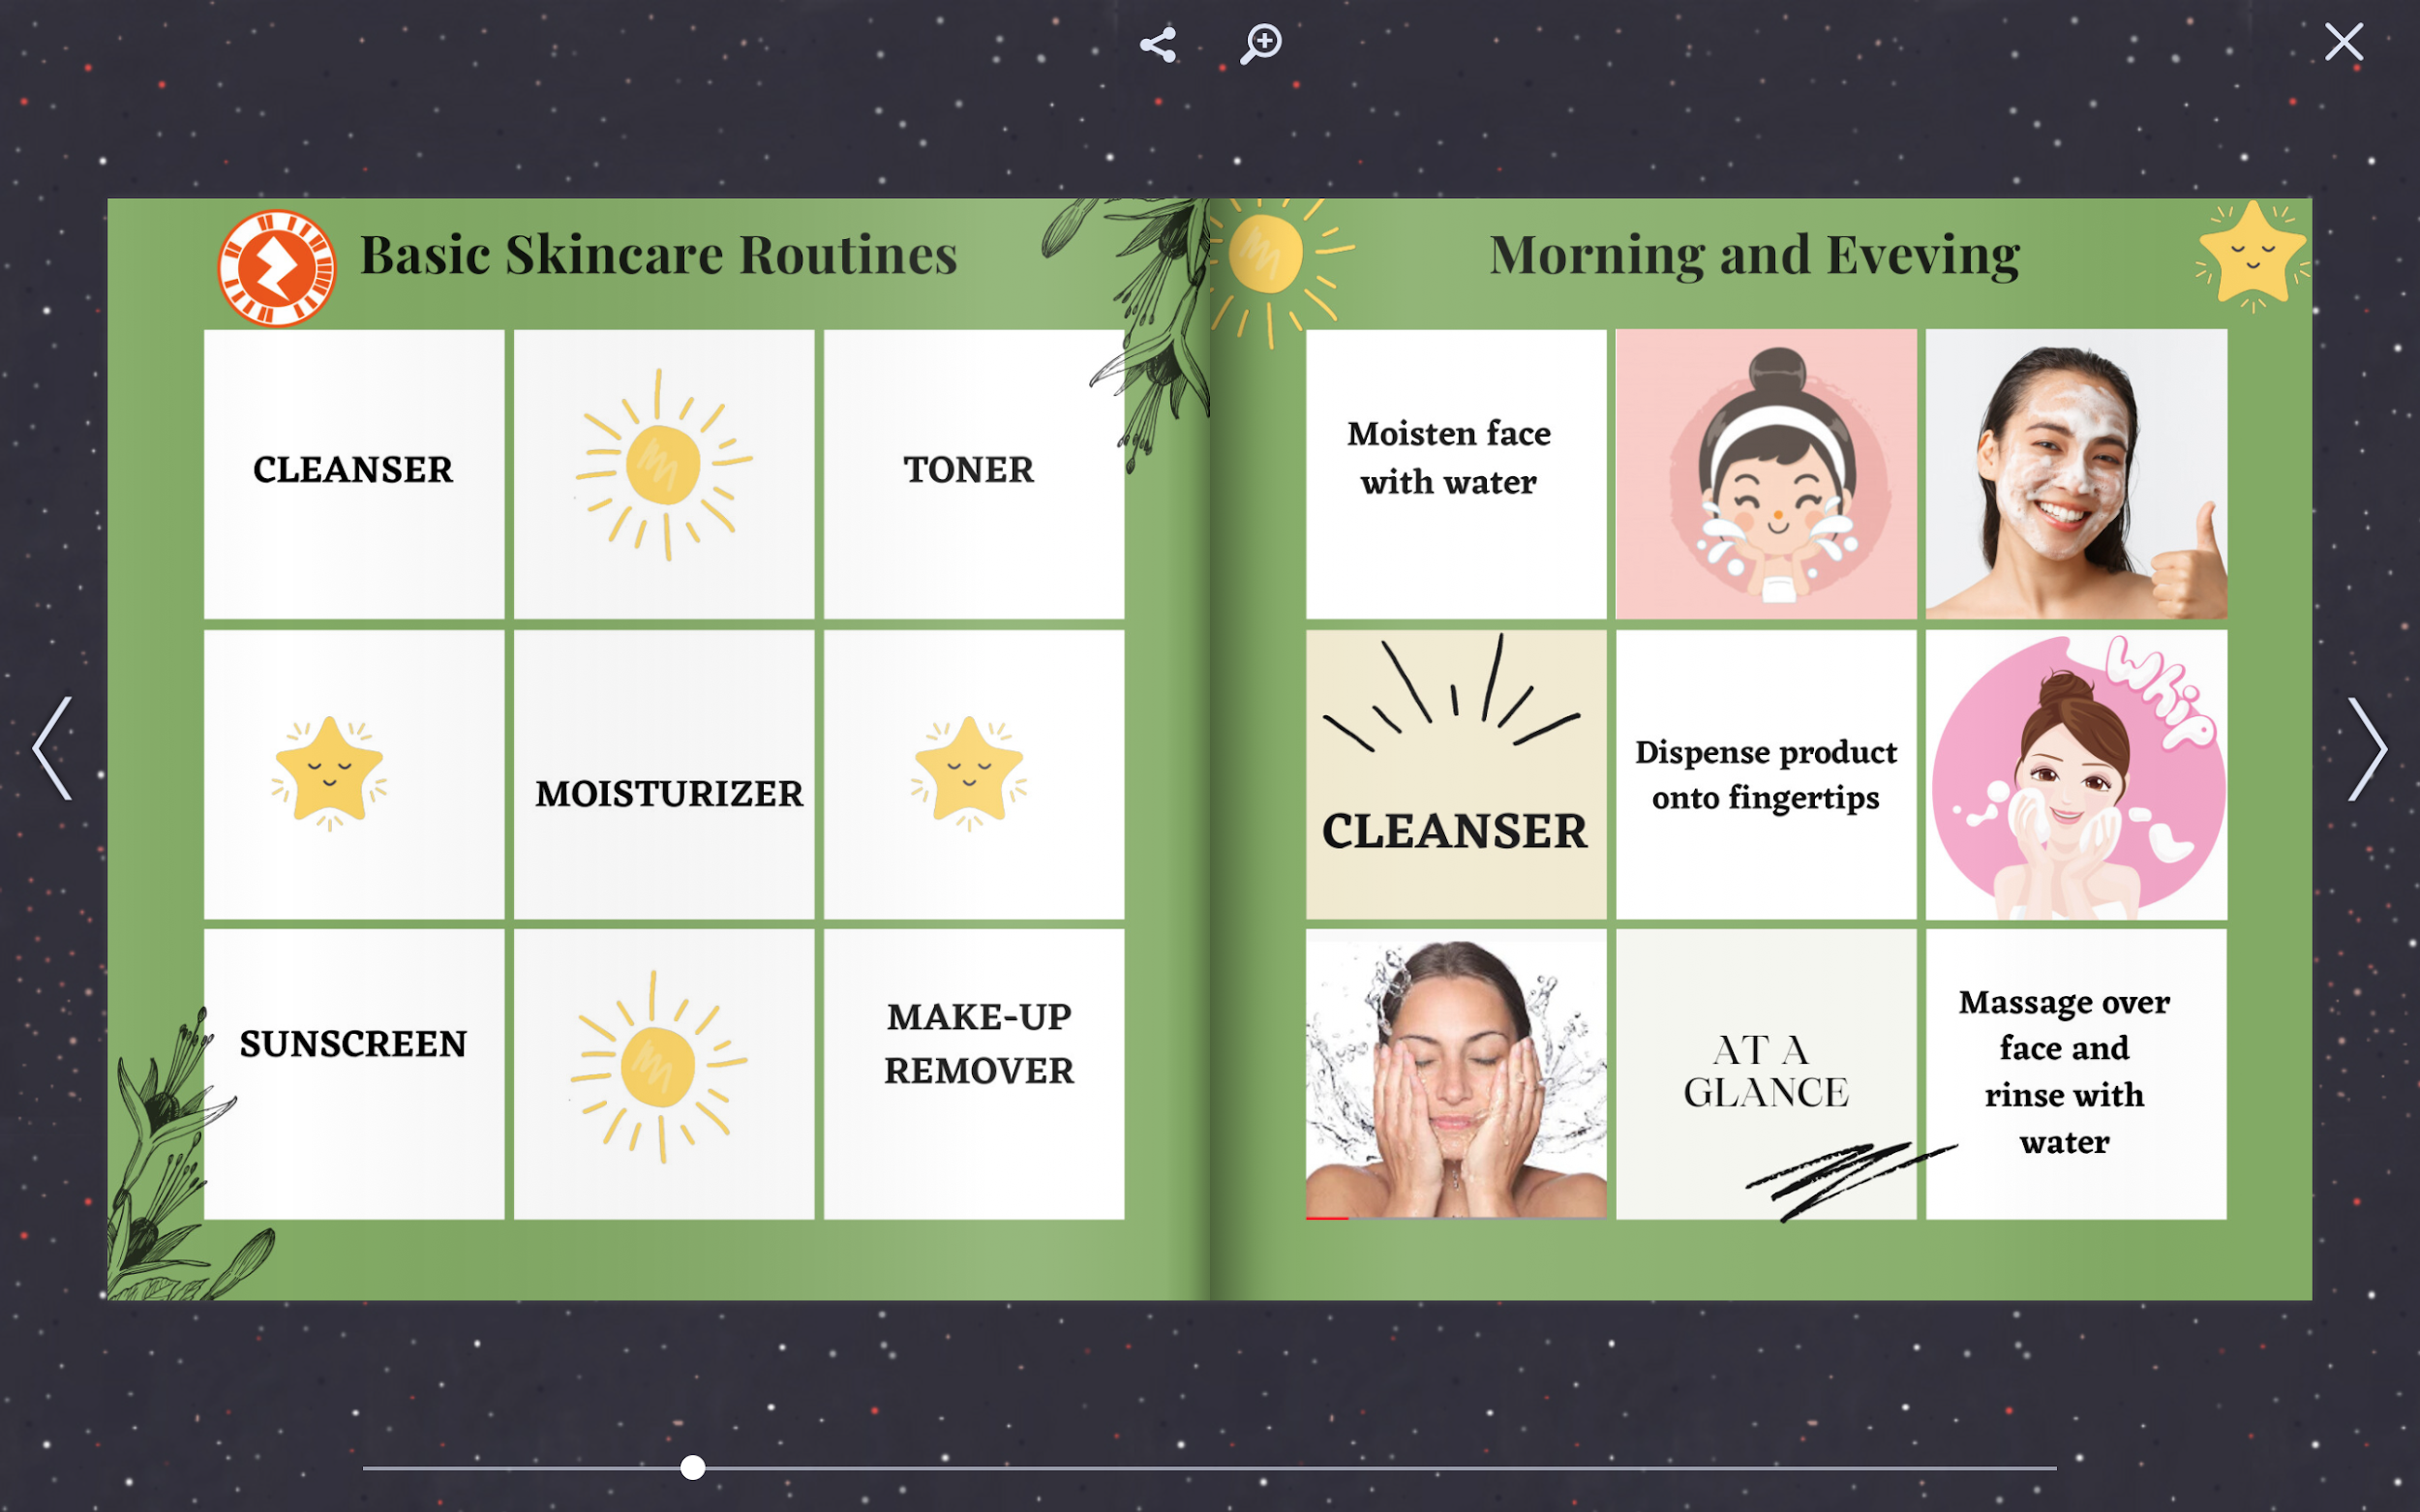 Basic Skincare Routines
CLEANSER
TONER
MOISTURIZER
SUNSCREEN
MAKE-UP
REMOVER
Morning and Eveving
Moisten face
with water
CLEANSER
Dispense product
onto fingertips
Whip
AT A
GLANCE
Massage over
face and
rinse with
water